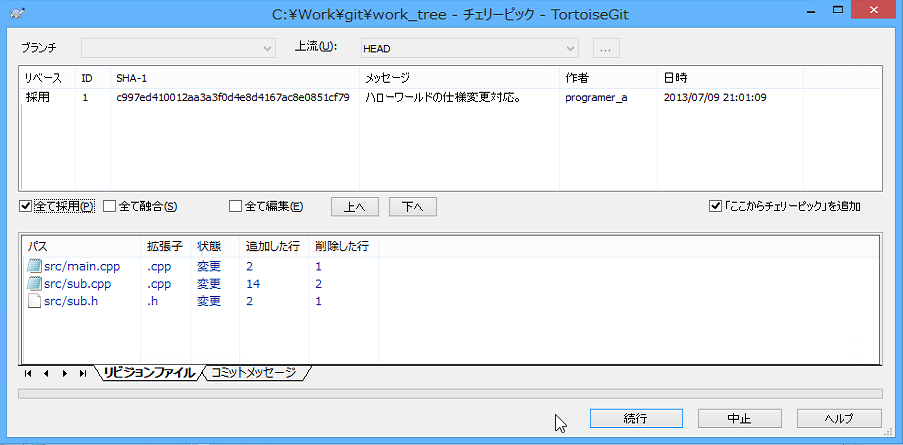 C:¥Work¥git¥work_tree - チェリーピック - TortoiseGit
ブランチ 上流(U): HEAD ...
リベース ID SHA-1 メッセージ 作者 日時
採用 1 c997ed410012aa3a3f0d4e8d4167ac8e0851cf79 ハローワールドの仕様変更対応。 programer_a 2013/07/09 21:01:09
全て採用(P) 全て融合(S) 全て編集(E) 上へ 下へ 「ここからチェリーピック」を追加
パス 拡張子 状態 追加した行 削除した行
src/main.cpp .cpp 変更 2 1
src/sub.cpp .cpp 変更 14 2
src/sub.h .h 変更 2 1
リビジョンファイル コミットメッセージ
続行 中止 ヘルプ